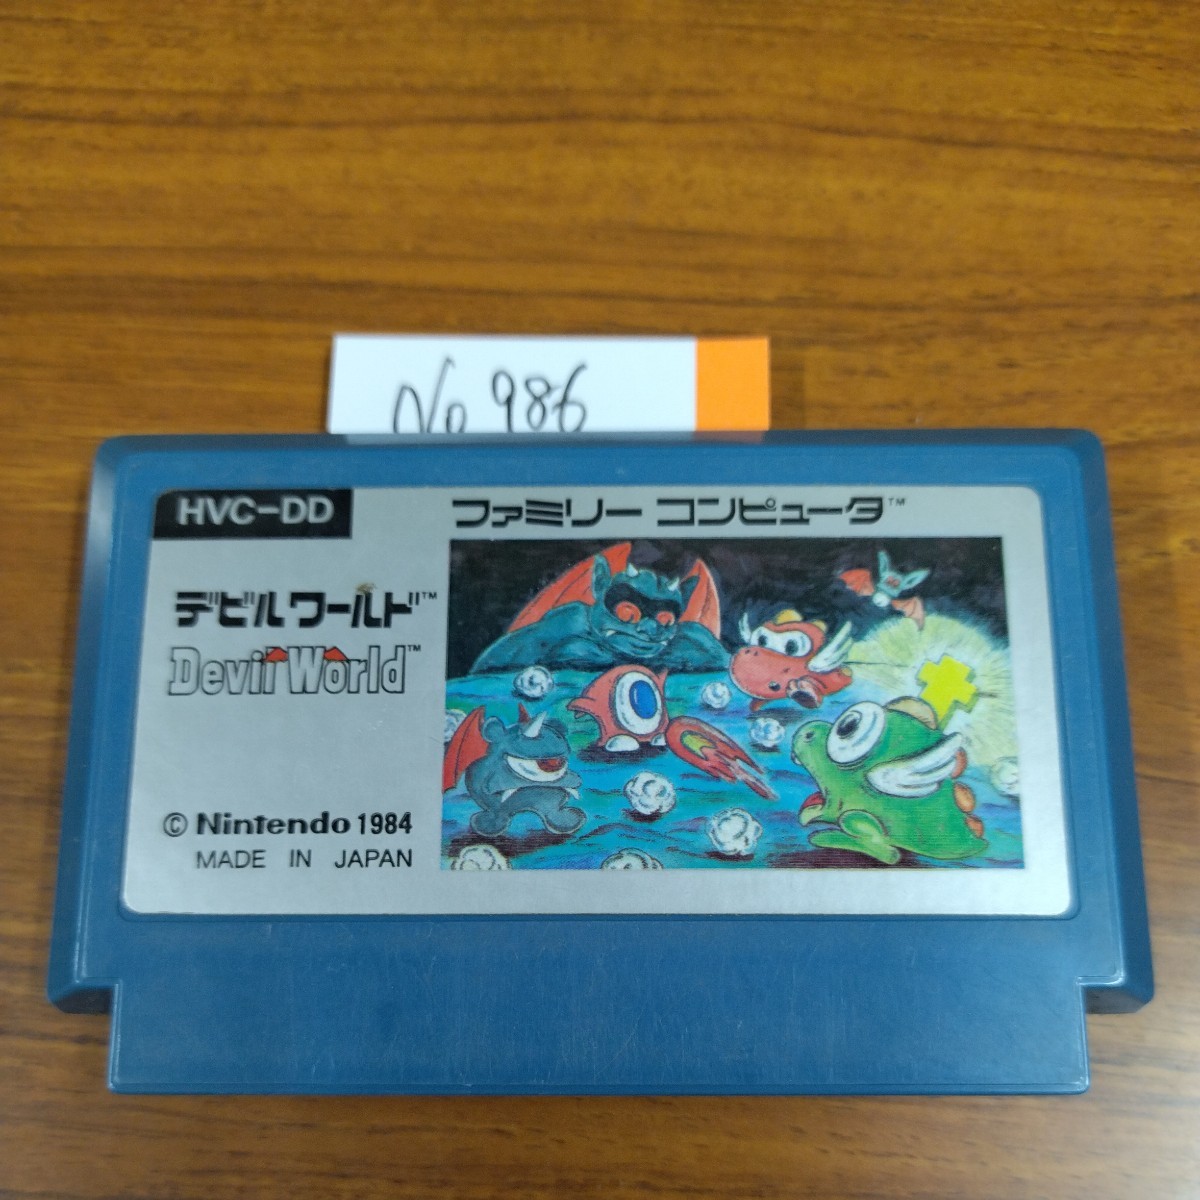 No 986
HVC-DD
ファミリー コンピュータ™
デビルワールド™
Devil World™
© Nintendo 1984
MADE IN JAPAN